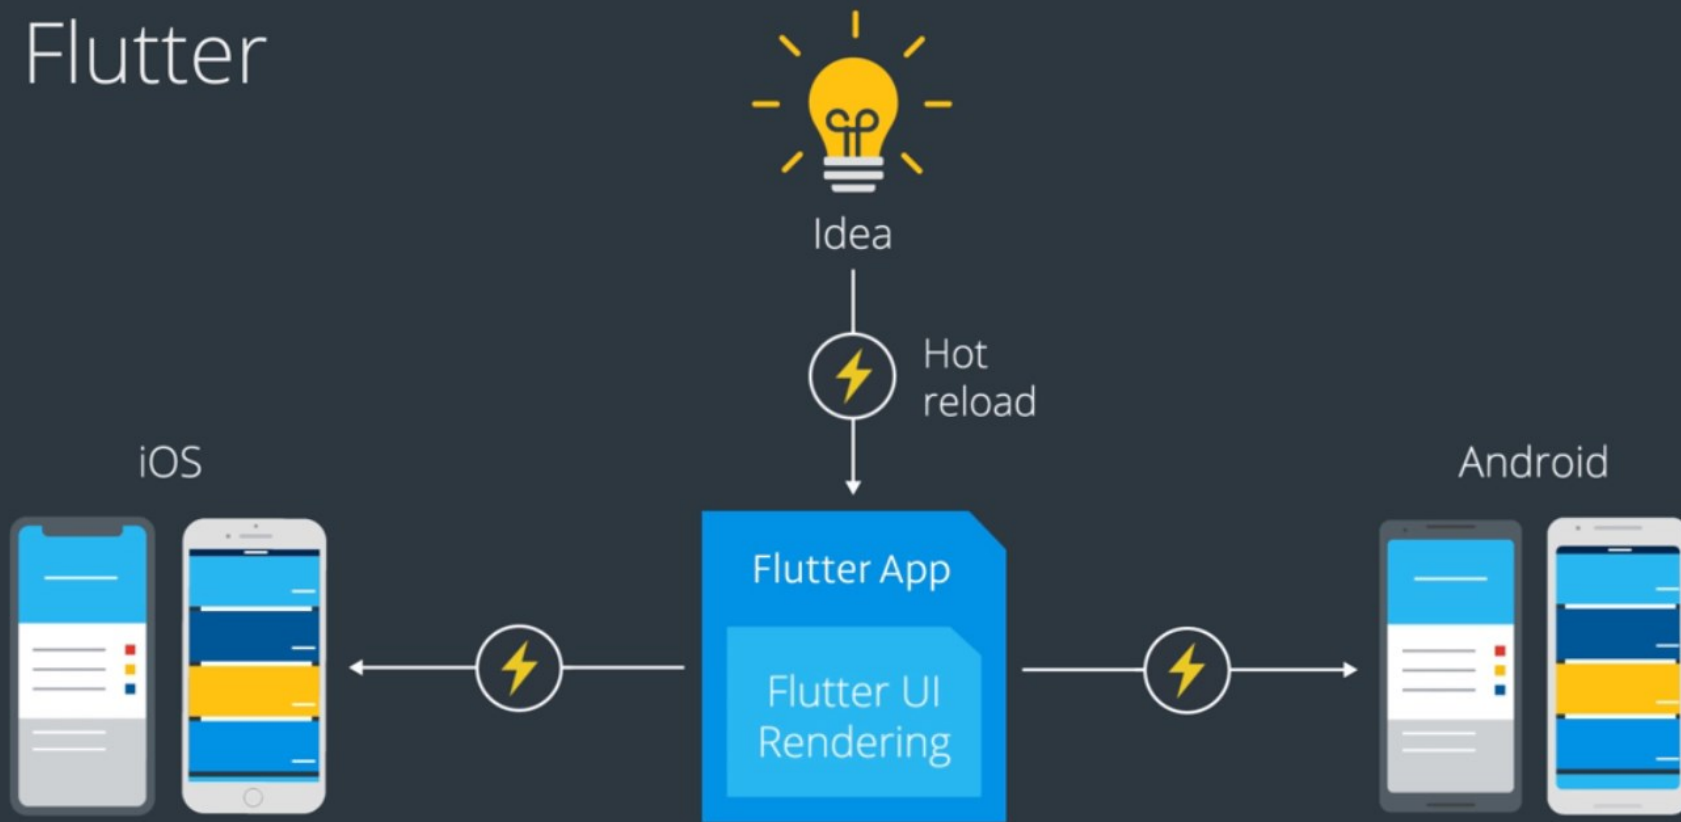 Flutter
Idea
Hot
reload
iOS
Android
Flutter App
Flutter UI
Rendering